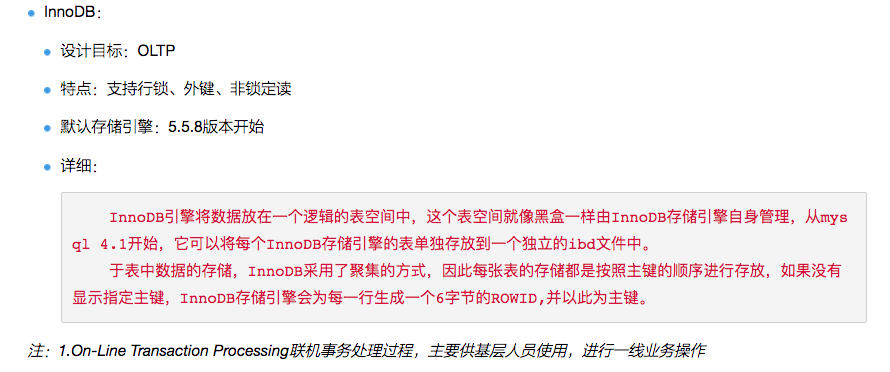 InnoDB：
设计目标：OLTP
特点：支持行锁、外键、非锁定读
默认存储引擎：5.5.8版本开始
详细：
InnoDB引擎将数据放在一个逻辑的表空间中，这个表空间就像黑盒一样由InnoDB存储引擎自身管理，从mys
ql 4.1开始，它可以将每个InnoDB存储引擎的表单独存放到一个独立的ibd文件中。
于表中数据的存储，InnoDB采用了聚集的方式，因此每张表的存储都是按照主键的顺序进行存放，如果没有
显示指定主键，InnoDB存储引擎会为每一行生成一个6字节的ROWID,并以此为主键。
注：1.On-Line Transaction Processing联机事务处理过程，主要供基层人员使用，进行一线业务操作